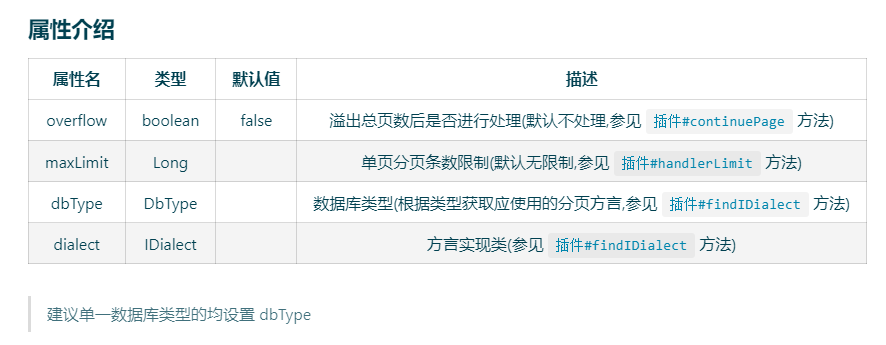 属性介绍
属性名 类型 默认值 描述
overflow boolean false 溢出总页数后是否进行处理(默认不处理,参见 插件#continuePage 方法)
maxLimit Long 单页分页条数限制(默认无限制,参见 插件#handlerLimit 方法)
dbType DbType 数据库类型(根据类型获取应使用的分页方言,参见 插件#findIDialect 方法)
dialect IDialect 方言实现类(参见 插件#findIDialect 方法)
建议单一数据库类型的均设置 dbType